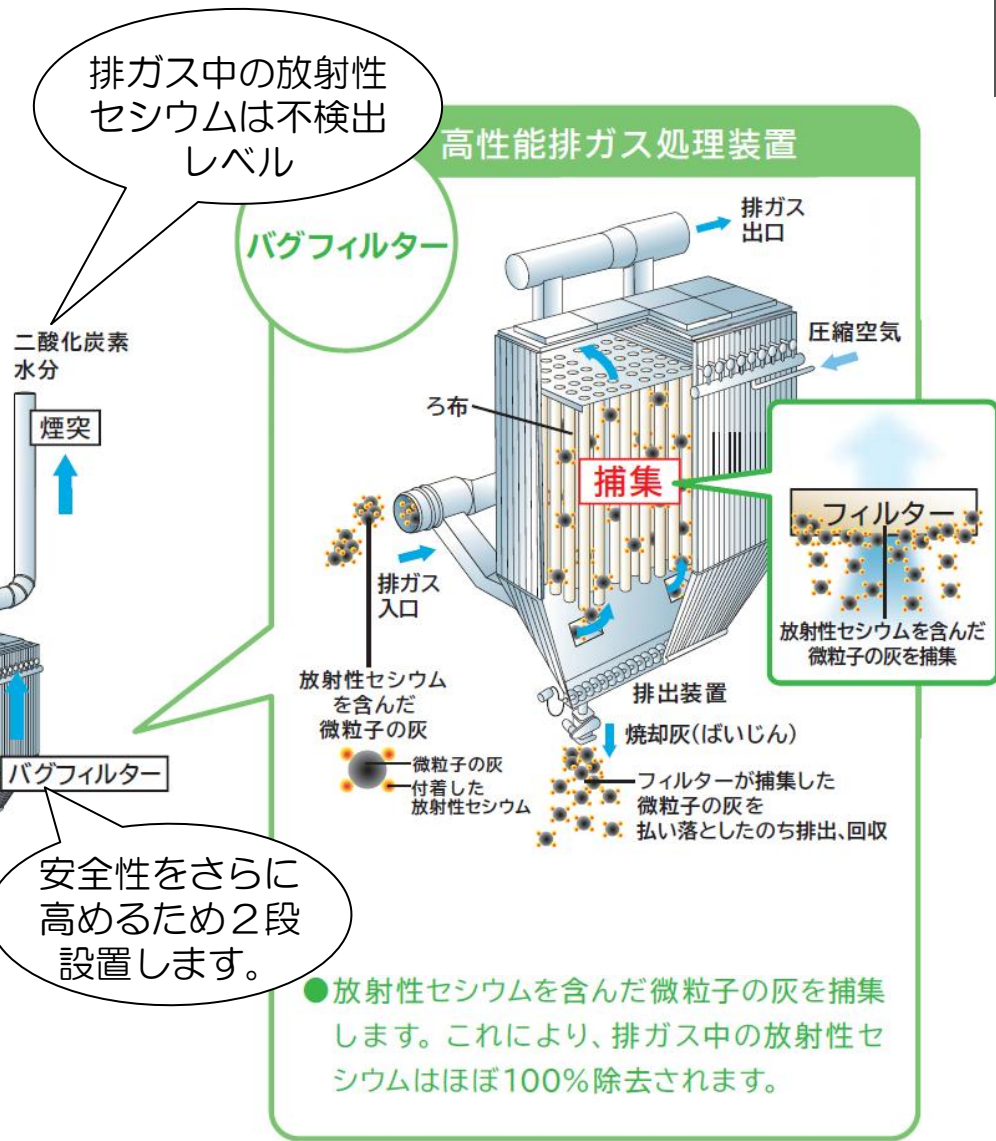 排ガス中の放射性
セシウムは不検出
レベル
高性能排ガス処理装置
バグフィルター
排ガス
出口
二酸化炭素
水分
圧縮空気
煙突
ろ布
捕集
フィルター
排ガス
入口
放射性セシウムを含んだ
微粒子の灰を捕集
放射性セシウム
を含んだ
微粒子の灰
排出装置
焼却灰(ばいじん)
バグフィルター
微粒子の灰
付着した
放射性セシウム
フィルターが捕集した
微粒子の灰を
払い落としたのち排出、回収
安全性をさらに
高めるため２段
設置します。
●放射性セシウムを含んだ微粒子の灰を捕集
します。これにより、排ガス中の放射性セ
シウムはほぼ100%除去されます。